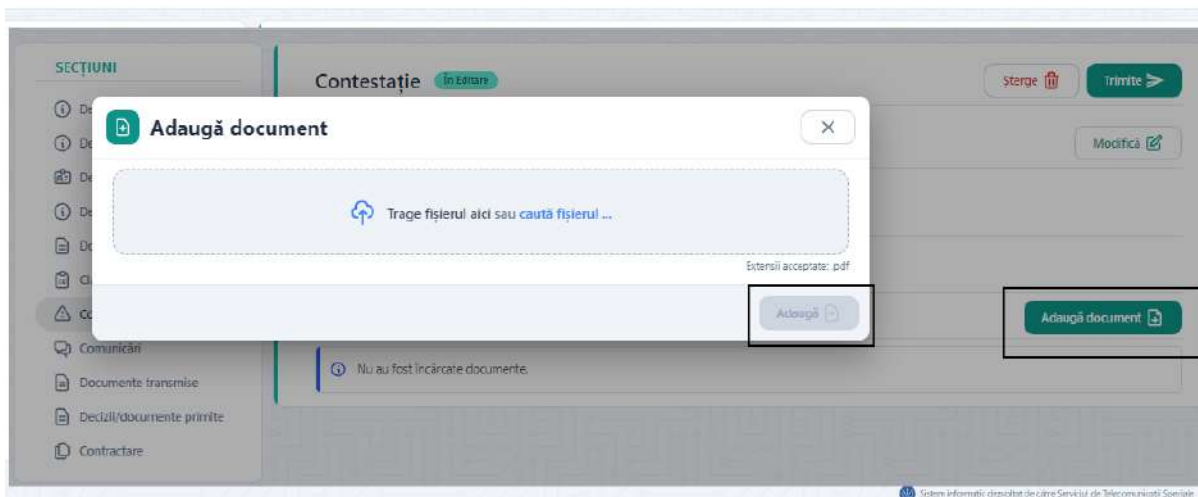 SECȚIUNI
Contestație
În Editare
Șterge
Trimite
Adaugă document
Modifică
Trage fișierul aici sau caută fișierul ...
Extensii acceptate: .pdf
Adaugă
Adaugă document
Comunicări
Nu au fost încărcate documente.
Documente transmise
Decizii/documente primite
Contractare
Sistem informatic dezvoltat de către Serviciul de Telecomunicații Speciale